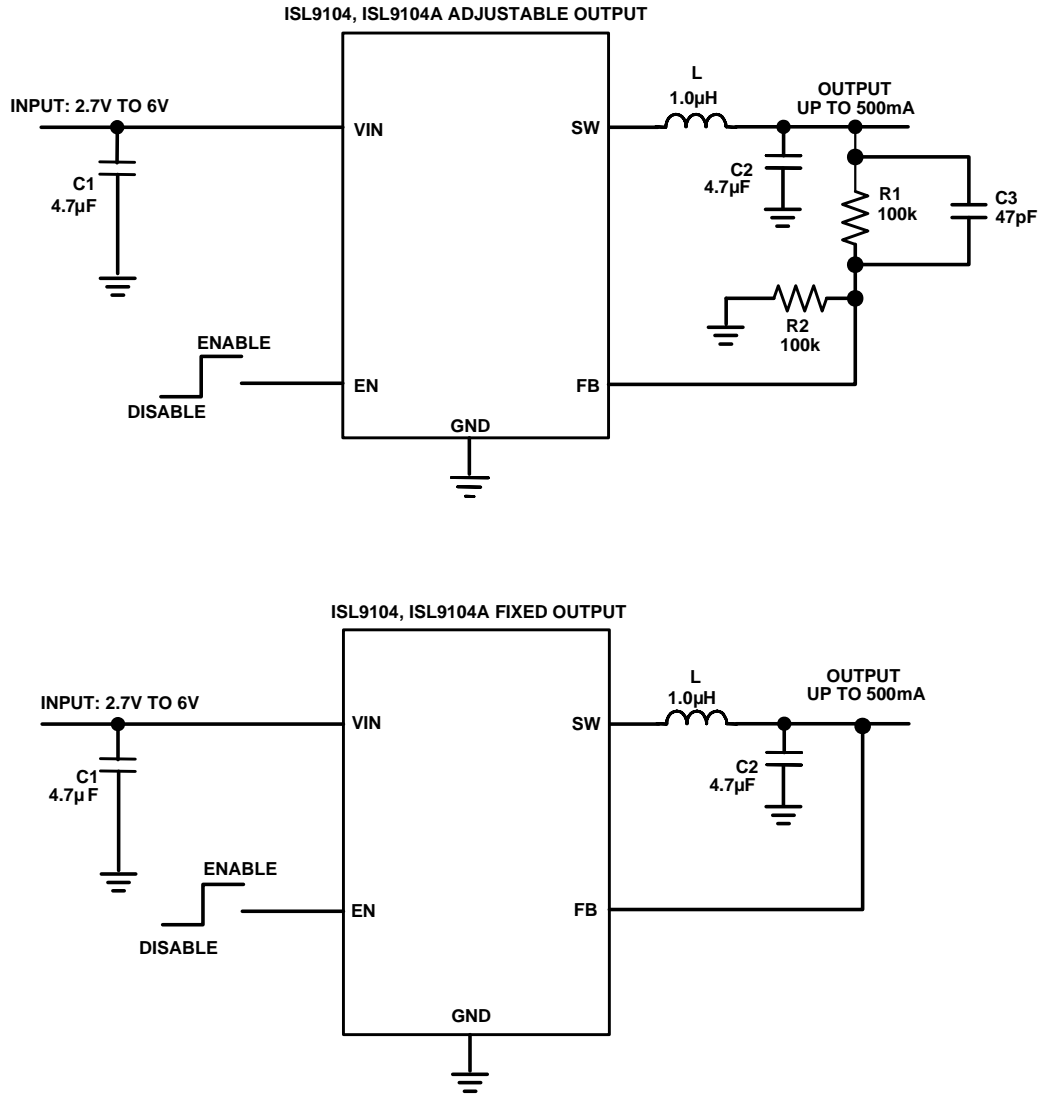 ISL9104, ISL9104A ADJUSTABLE OUTPUT
INPUT: 2.7V TO 6V
C1
4.7µF
VIN
SW
L
1.0µH
OUTPUT
UP TO 500mA
C2
4.7µF
R1
100k
C3
47pF
R2
100k
ENABLE
DISABLE
EN
FB
GND
ISL9104, ISL9104A FIXED OUTPUT
INPUT: 2.7V TO 6V
C1
4.7µ F
VIN
SW
L
1.0µH
OUTPUT
UP TO 500mA
C2
4.7µF
ENABLE
DISABLE
EN
FB
GND